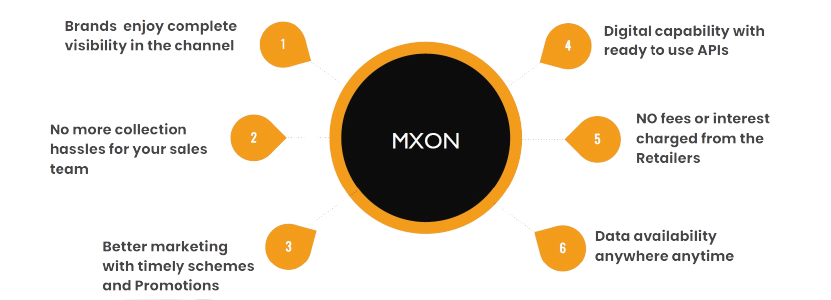 Brands enjoy complete
visibility in the channel
1
No more collection
hassles for your sales
team
2
Better marketing
with timely schemes
and Promotions
3
MXON
4
Digital capability with
ready to use APIs
5
NO fees or interest
charged from the
Retailers
6
Data availability
anywhere anytime